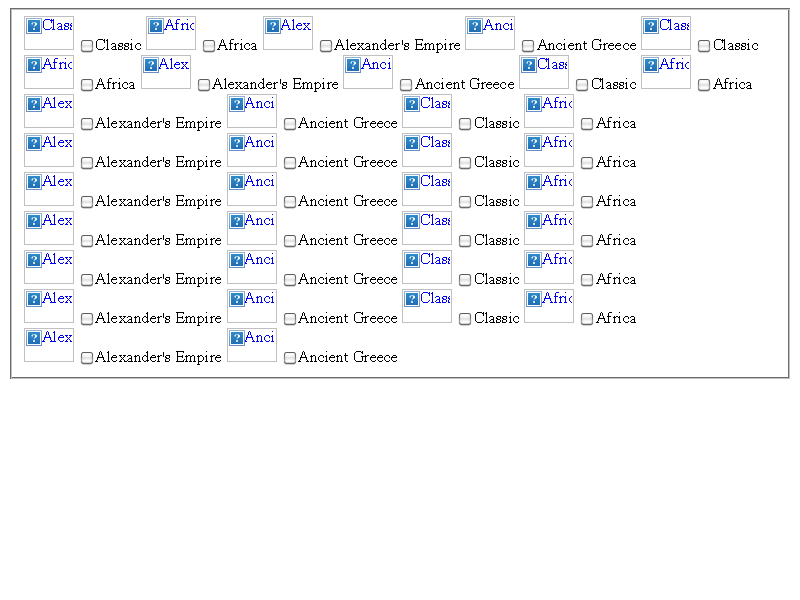 Class Classic Afric Africa Alex Alexander's Empire Anci Ancient Greece Class Classic
Afric Africa Alex Alexander's Empire Anci Ancient Greece Class Classic Afric Africa
Alex Alexander's Empire Anci Ancient Greece Class Classic Afric Africa
Alex Alexander's Empire Anci Ancient Greece Class Classic Afric Africa
Alex Alexander's Empire Anci Ancient Greece Class Classic Afric Africa
Alex Alexander's Empire Anci Ancient Greece Class Classic Afric Africa
Alex Alexander's Empire Anci Ancient Greece Class Classic Afric Africa
Alex Alexander's Empire Anci Ancient Greece Class Classic Afric Africa
Alex Alexander's Empire Anci Ancient Greece